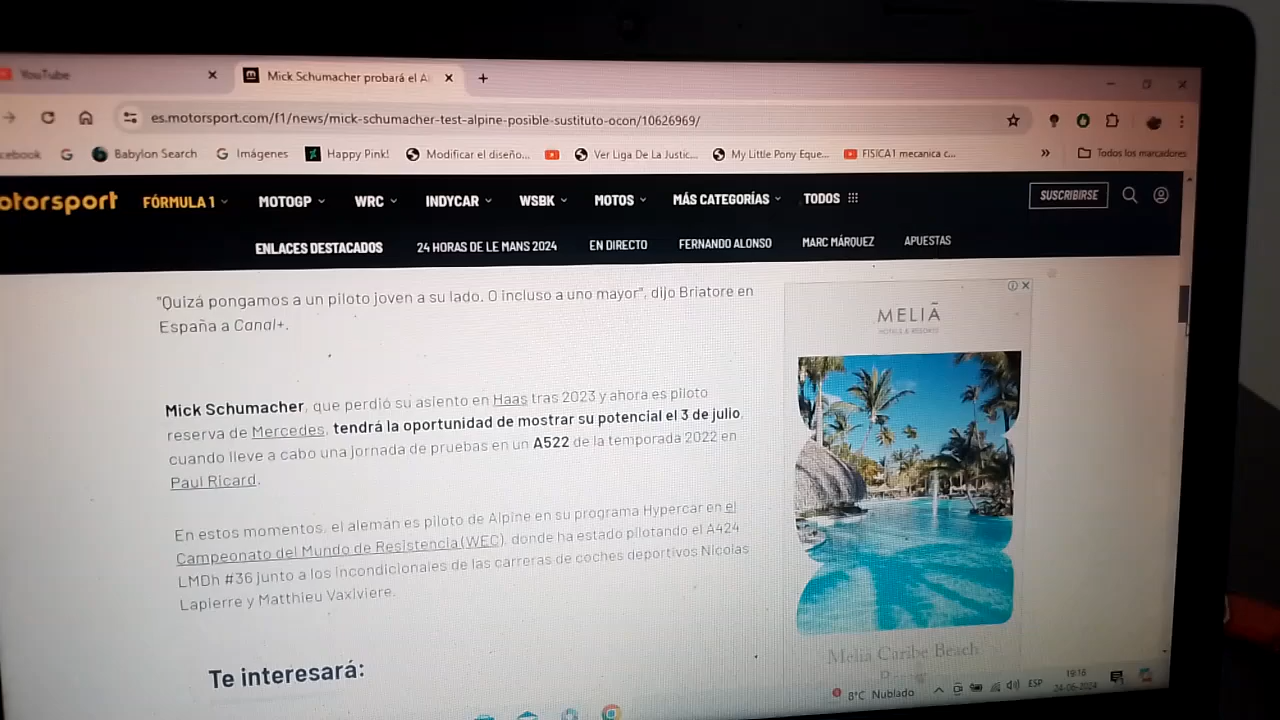 YouTube
Mick Schumacher probará el A
es.motorsport.com/f1/news/mick-schumacher-test-alpine-posible-sustituto-ocon/10626969/
cebook
Babylon Search
Imágenes
Happy Pink!
Modificar el diseño...
Ver Liga De La Justic...
My Little Pony Eque...
FISICA1 mecanica c...
Todos los marcadores
otorsport
FÓRMULA 1
MOTOGP
WRC
INDYCAR
WSBK
MOTOS
MÁS CATEGORÍAS
TODOS
SUSCRIBIRSE
ENLACES DESTACADOS
24 HORAS DE LE MANS 2024
EN DIRECTO
FERNANDO ALONSO
MARC MÁRQUEZ
APUESTAS
"Quizá pongamos a un piloto joven a su lado. O incluso a uno mayor", dijo Briatore en
España a Canal+.
Mick Schumacher, que perdió su asiento en Haas tras 2023 y ahora es piloto
reserva de Mercedes, tendrá la oportunidad de mostrar su potencial el 3 de julio,
cuando lleve a cabo una jornada de pruebas en un A522 de la temporada 2022 en
Paul Ricard.
En estos momentos, el alemán es piloto de Alpine en su programa Hypercar en el
Campeonato del Mundo de Resistencia (WEC), donde ha estado pilotando el A424
LMDh #36 junto a los incondicionales de las carreras de coches deportivos Nicolas
Lapierre y Matthieu Vaxiviere.
Te interesará:
MELIÃ
HOTELS & RESORTS
Meliá Caribe Beach
8°C Nublado
ESP
19:16
24-06-2024